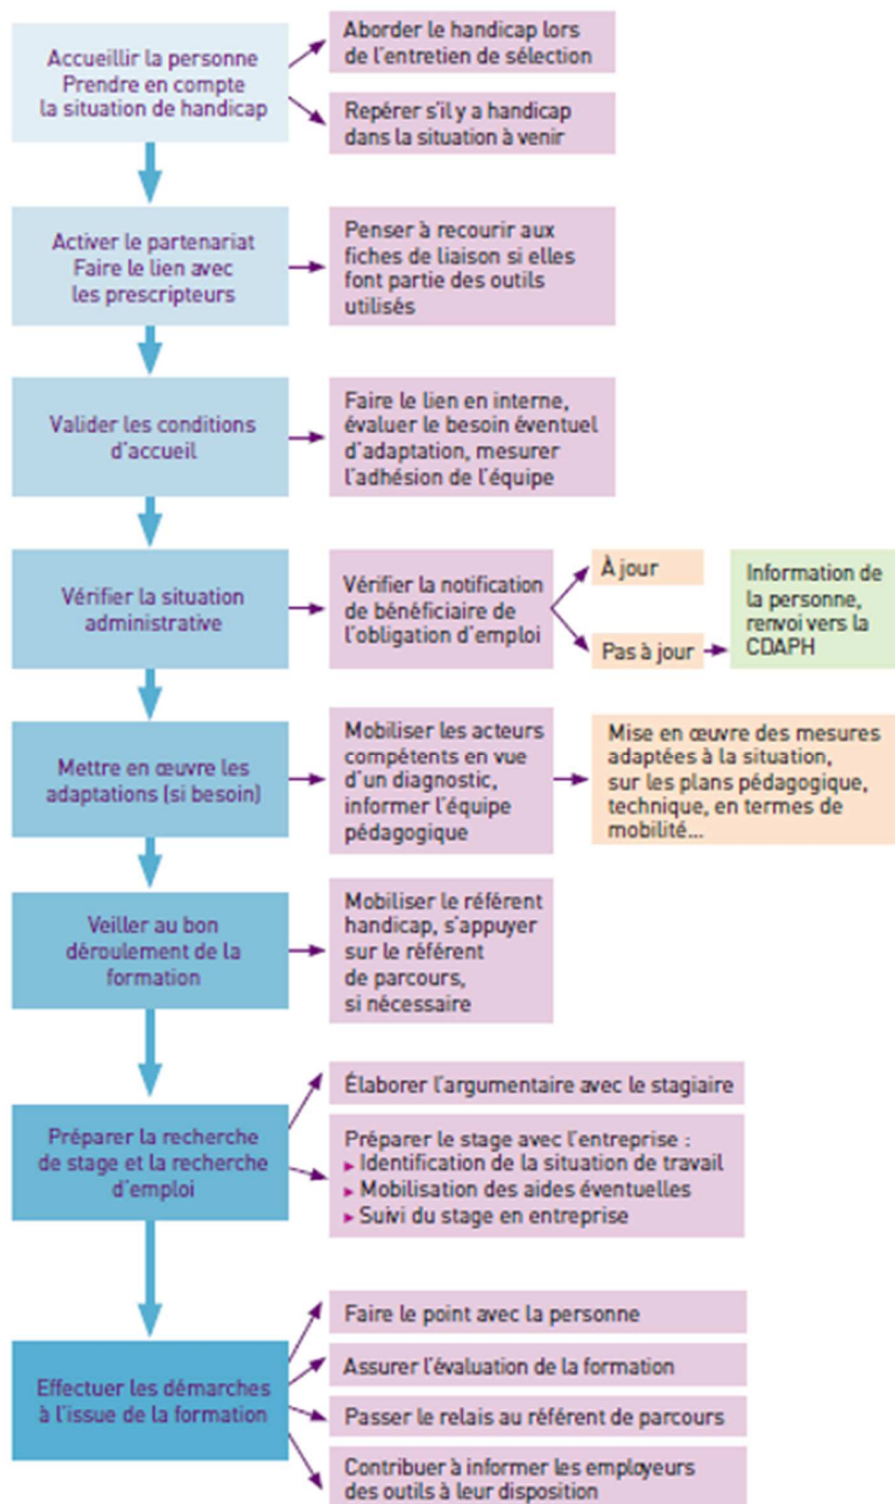 Accueillir la personne
Prendre en compte
la situation de handicap
Aborder le handicap lors
de l'entretien de sélection
Repérer s'il y a handicap
dans la situation à venir
Activer le partenariat
Faire le lien avec
les prescripteurs
Penser à recourir aux
fiches de liaison si elles
font partie des outils
utilisés
Valider les conditions
d'accueil
Faire le lien en interne,
évaluer le besoin éventuel
d'adaptation, mesurer
l'adhésion de l'équipe
Vérifier la situation
administrative
Vérifier la notification
de bénéficiaire de
l'obligation d'emploi
À jour
Pas à jour
Information de
la personne,
renvoi vers la
CDAPH
Mettre en œuvre les
adaptations (si besoin)
Mobiliser les acteurs
compétents en vue
d'un diagnostic,
informer l'équipe
pédagogique
Mise en œuvre des mesures
adaptées à la situation,
sur les plans pédagogique,
technique, en termes de
mobilité...
Veiller au bon
déroulement de la
formation
Mobiliser le référent
handicap, s'appuyer
sur le référent
de parcours,
si nécessaire
Préparer la recherche
de stage et la recherche
d'emploi
Élaborer l'argumentaire avec le stagiaire
Préparer le stage avec l'entreprise :
► Identification de la situation de travail
► Mobilisation des aides éventuelles
► Suivi du stage en entreprise
Effectuer les démarches
à l'issue de la formation
Faire le point avec la personne
Assurer l'évaluation de la formation
Passer le relais au référent de parcours
Contribuer à informer les employeurs
des outils à leur disposition